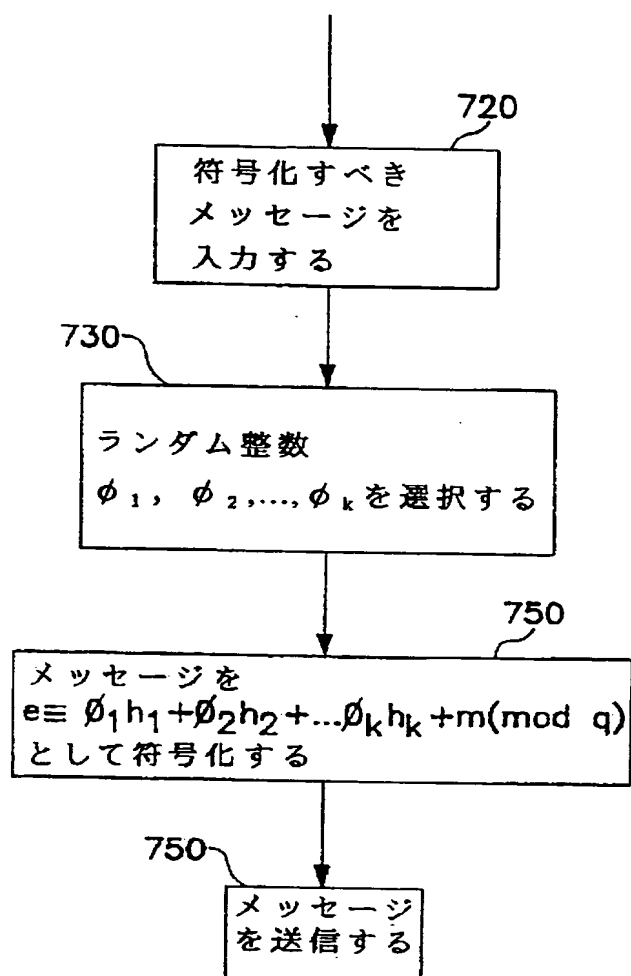 720
符号化すべき
メッセージを
入力する
730
ランダム整数
φ₁, φ₂,...,φₖを選択する
750
メッセージを
e≡ Ø₁h₁+Ø₂h₂+...Øₖhₖ+m(mod q)
として符号化する
750
メッセージ
を送信する